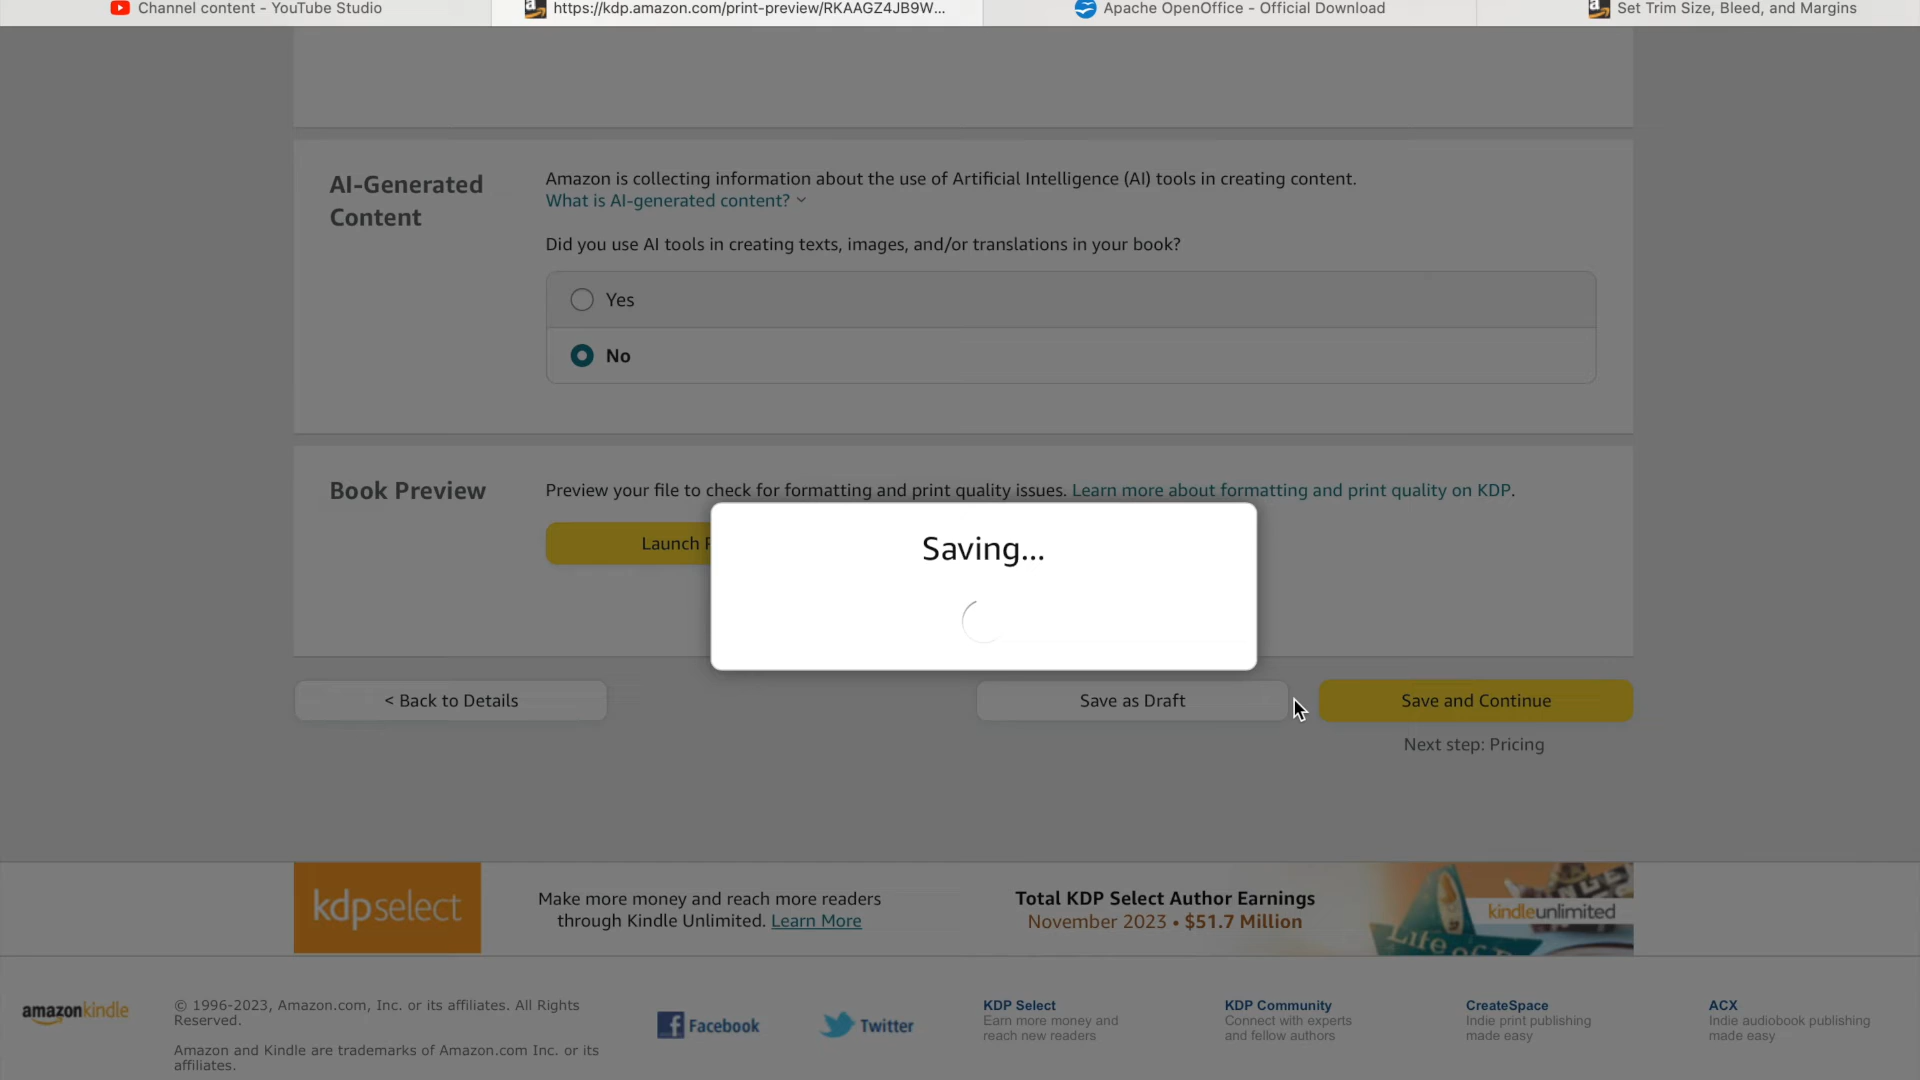 Channel content - YouTube Studio
https://kdp.amazon.com/print-preview/RKAAGZ4JB9W...
Apache OpenOffice - Official Download
Set Trim Size, Bleed, and Margins
AI-Generated
Content
Amazon is collecting information about the use of Artificial Intelligence (AI) tools in creating content.
What is AI-generated content?
Did you use AI tools in creating texts, images, and/or translations in your book?
Yes
No
Book Preview
Preview your file to check for formatting and print quality issues. Learn more about formatting and print quality on KDP.
Launch
Saving...
< Back to Details
Save as Draft
Save and Continue
Next step: Pricing
kdpselect
Make more money and reach more readers
through Kindle Unlimited. Learn More
Total KDP Select Author Earnings
November 2023 • $51.7 Million
kindleunlimited
Life of
amazonkindle
© 1996-2023, Amazon.com, Inc. or its affiliates. All Rights
Reserved.
Amazon and Kindle are trademarks of Amazon.com Inc. or its
affiliates.
Facebook
Twitter
KDP Select
Earn more money and
reach new readers
KDP Community
Connect with experts
and fellow authors
CreateSpace
Indie print publishing
made easy
ACX
Indie audiobook publishing
made easy